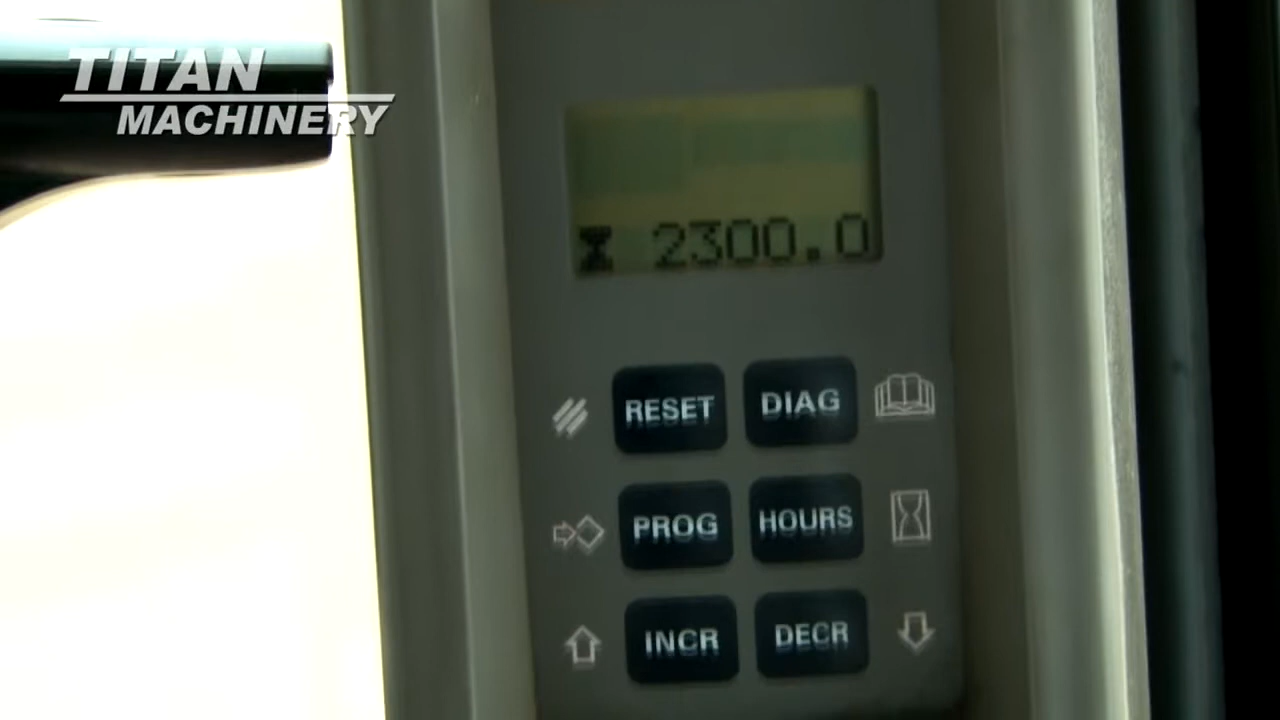 TITAN
MACHINERY
2300.0
RESET DIAG
PROG HOURS
INCR DECR